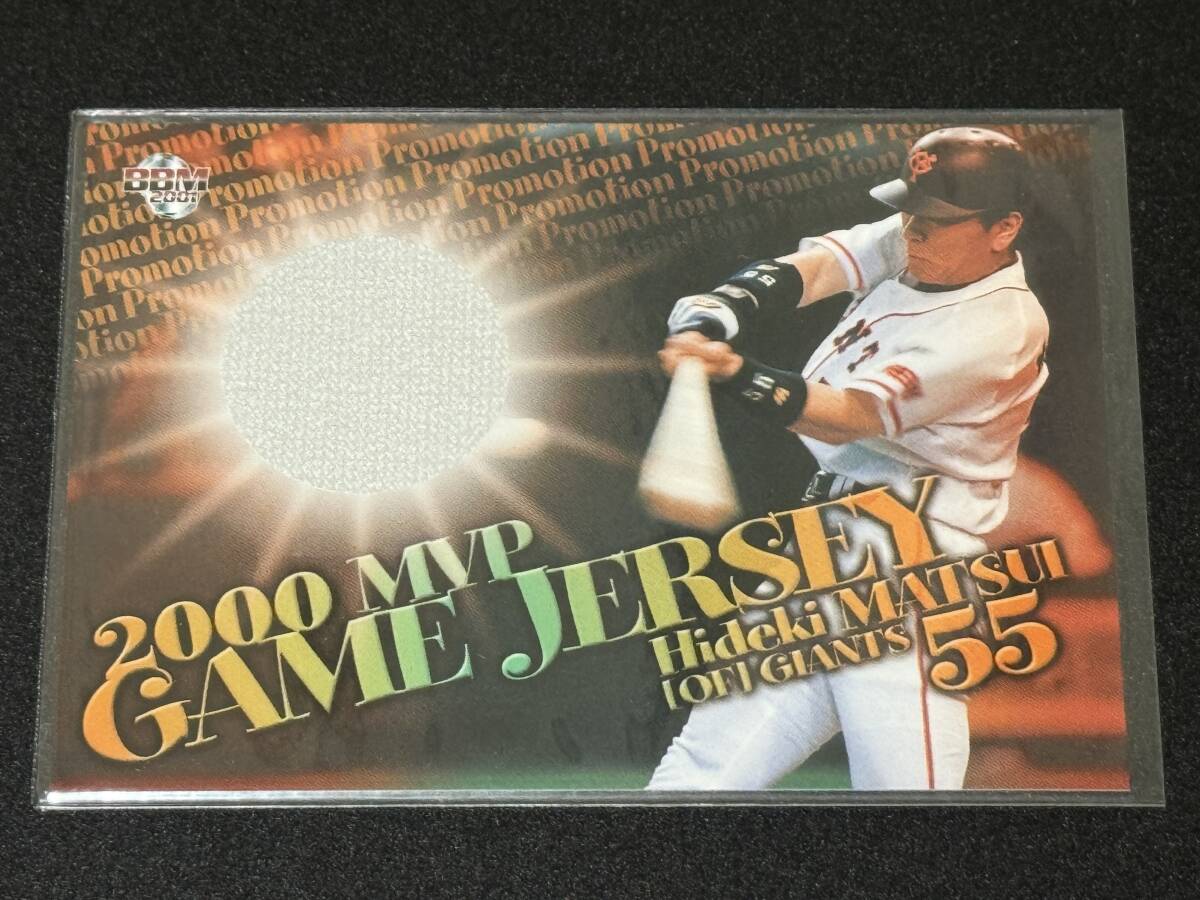 BBM
2001
Promotion Promotion Promotion Promotion
2000 MVP
GAME JERSEY
Hideki MATSUI
[OF] GIANTS 55